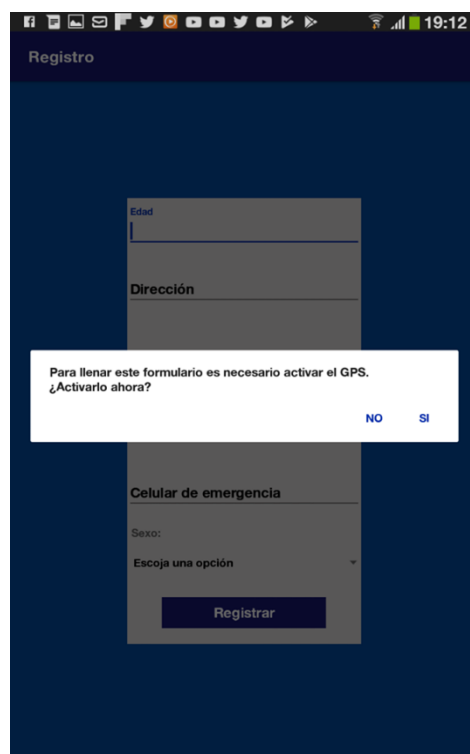 19:12
Registro
Edad
Dirección
Para llenar este formulario es necesario activar el GPS.
¿Activarlo ahora?
NO SI
Celular de emergencia
Sexo:
Escoja una opción
Registrar